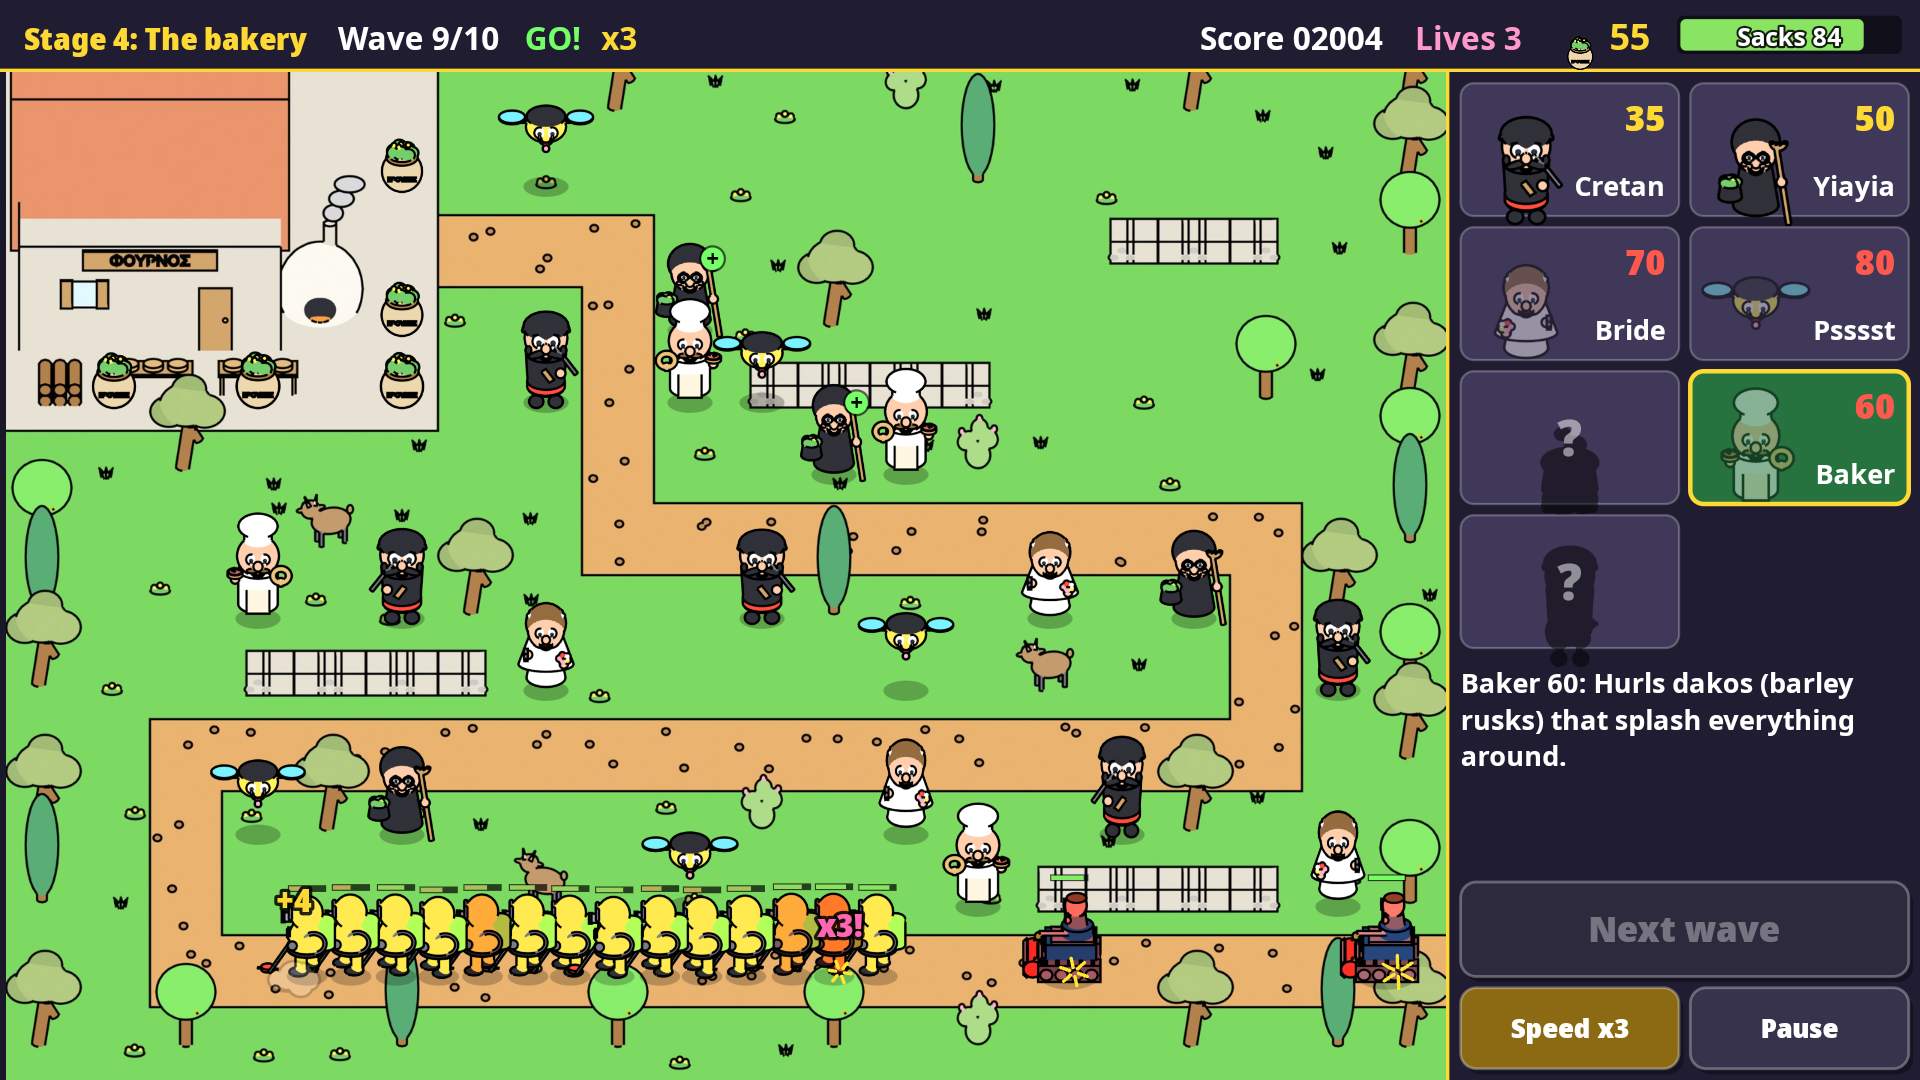 Stage 4: The bakery
Wave 9/10
GO!
x3
Score 02004
Lives 3
55
Sacks 84
ΦΟΥΡΝΟΣ
35
Cretan
50
Yiayia
70
Bride
80
Psssst
?
60
Baker
?
Baker 60: Hurls dakos (barley
rusks) that splash everything
around.
+4
x3!
Next wave
Speed x3
Pause